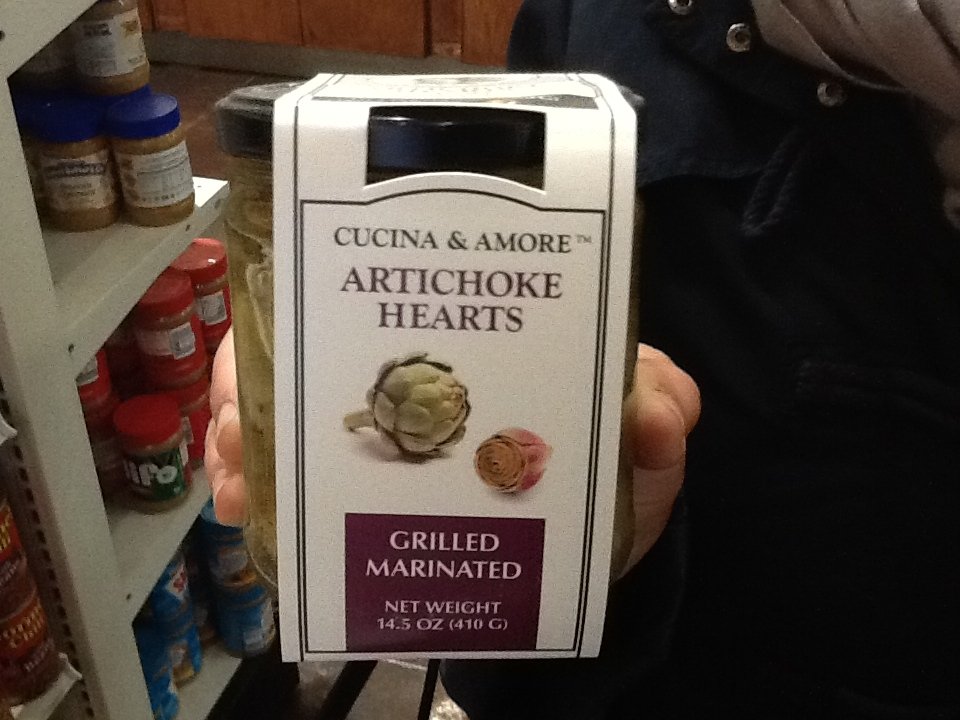 CUCINA & AMORE™
ARTICHOKE
HEARTS
GRILLED
MARINATED
NET WEIGHT
14.5 OZ (410 G)